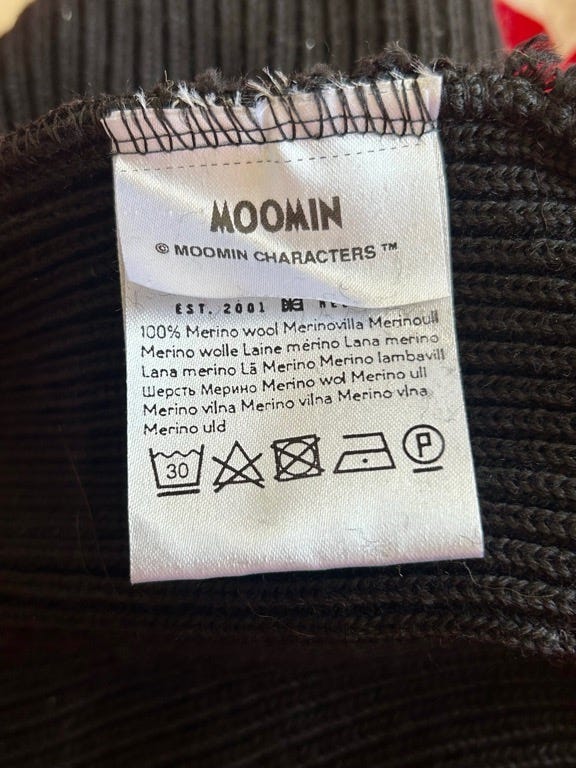 MOOMIN
© MOOMIN CHARACTERS ™
EST. 2001
100% Merino wool Merinovilla Merinoull
Merino wolle Laine mérino Lana merino
Lana merino Lã Merino Merino lambavill
Шерсть Мерино Merino wol Merino ull
Merino vilna Merino vilna Merino vlna
Merino uld
30 P